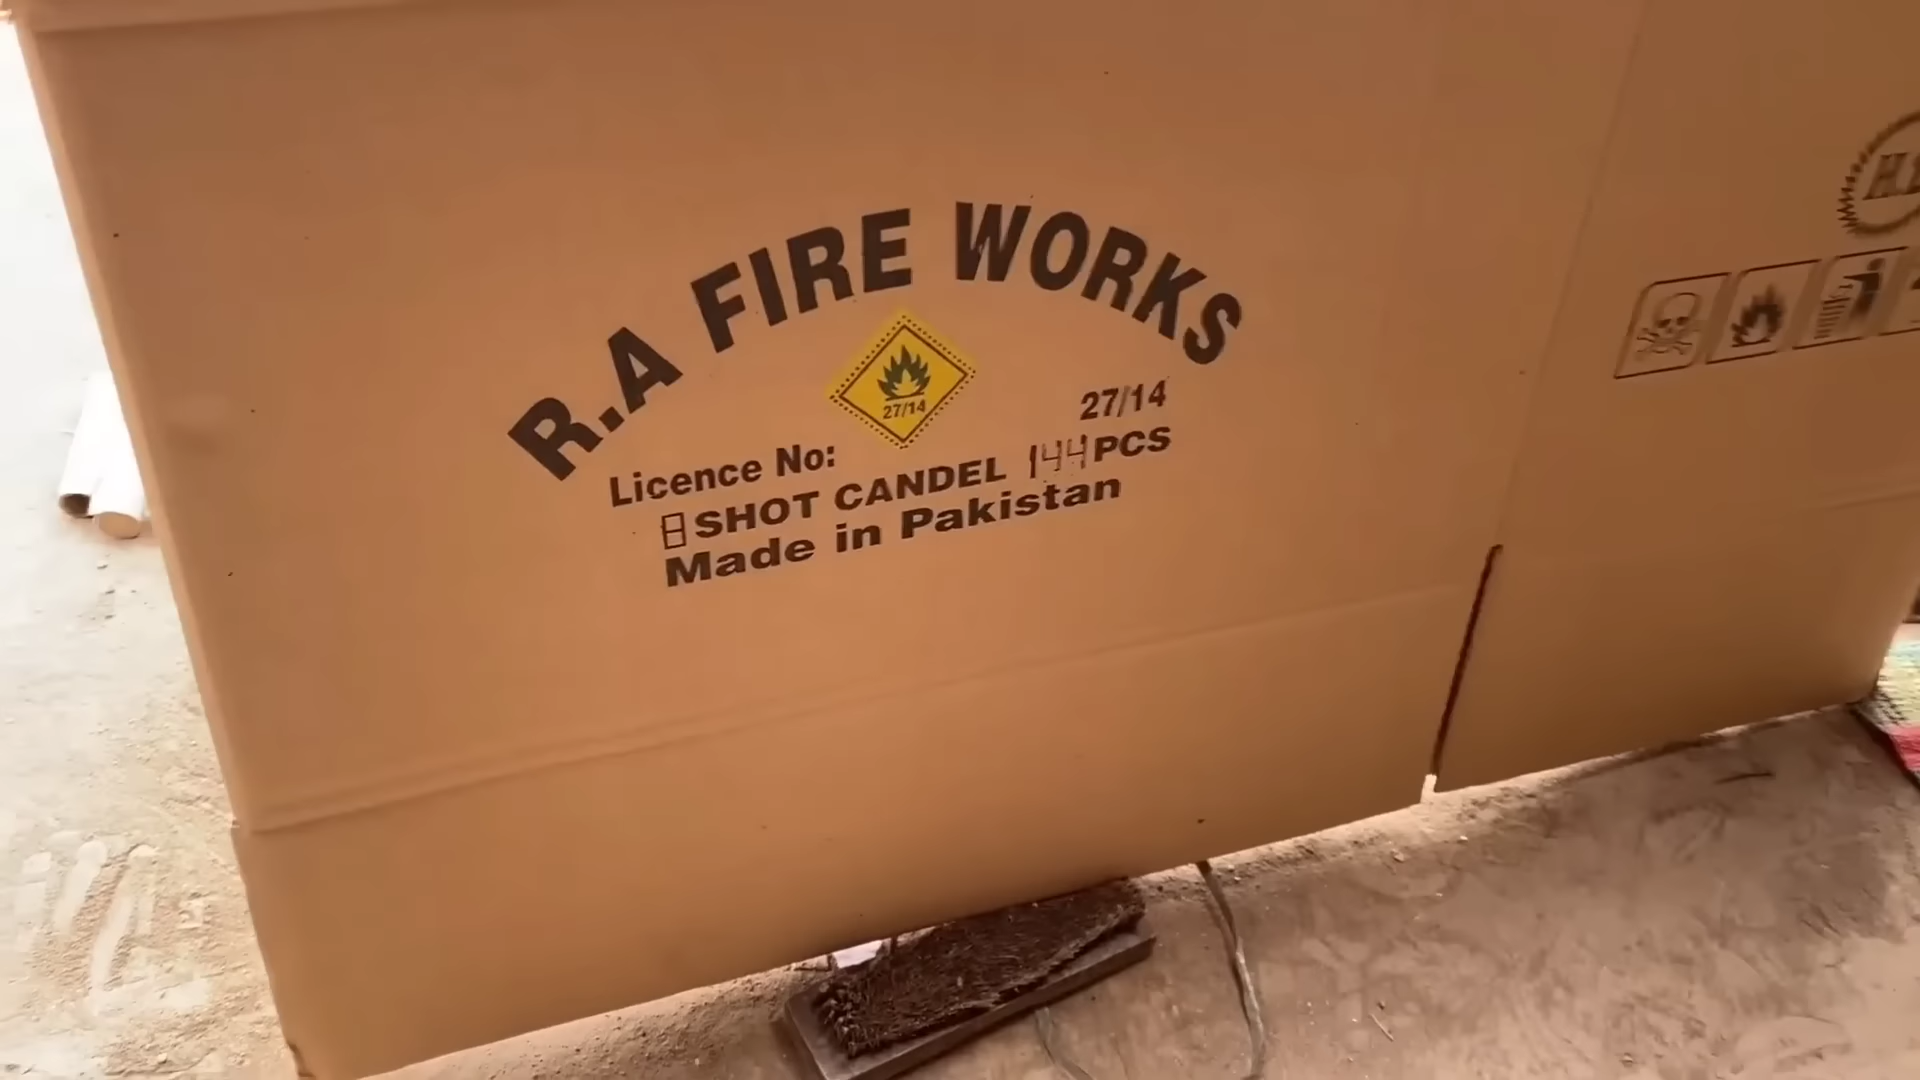 R.A FIRE WORKS
27/14
Licence No: 27/14
8 SHOT CANDEL 144 PCS
Made in Pakistan